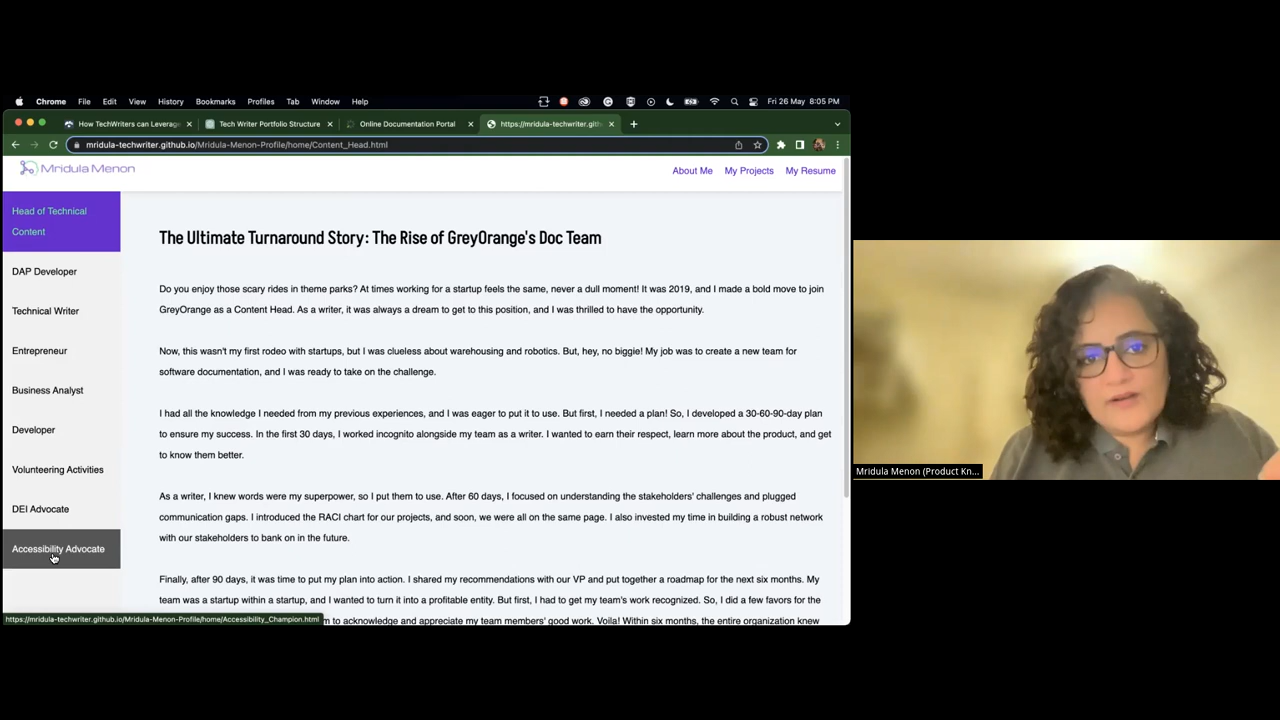 Chrome File Edit View History Bookmarks Profiles Tab Window Help Fri 26 May 8:05 PM
How TechWriters can Leverage Tech Writer Portfolio Structure Online Documentation Portal https://mridula-techwriter.github
mridula-techwriter.github.io/Mridula-Menon-Profile/home/Content_Head.html
Mridula Menon
About Me My Projects My Resume
Head of Technical
Content
DAP Developer
Technical Writer
Entrepreneur
Business Analyst
Developer
Volunteering Activities
DEI Advocate
Accessibility Advocate
The Ultimate Turnaround Story: The Rise of GreyOrange's Doc Team
Do you enjoy those scary rides in theme parks? At times working for a startup feels the same, never a dull moment! It was 2019, and I made a bold move to join
GreyOrange as a Content Head. As a writer, it was always a dream to get to this position, and I was thrilled to have the opportunity.
Now, this wasn't my first rodeo with startups, but I was clueless about warehousing and robotics. But, hey, no biggie! My job was to create a new team for
software documentation, and I was ready to take on the challenge.
I had all the knowledge I needed from my previous experiences, and I was eager to put it to use. But first, I needed a plan! So, I developed a 30-60-90-day plan
to ensure my success. In the first 30 days, I worked incognito alongside my team as a writer. I wanted to earn their respect, learn more about the product, and get
to know them better.
As a writer, I knew words were my superpower, so I put them to use. After 60 days, I focused on understanding the stakeholders' challenges and plugged
communication gaps. I introduced the RACI chart for our projects, and soon, we were all on the same page. I also invested my time in building a robust network
with our stakeholders to bank on in the future.
Finally, after 90 days, it was time to put my plan into action. I shared my recommendations with our VP and put together a roadmap for the next six months. My
team was a startup within a startup, and I wanted to turn it into a profitable entity. But first, I had to get my team's work recognized. So, I did a few favors for the
m to acknowledge and appreciate my team members' good work. Voila! Within six months, the entire organization knew
https://mridula-techwriter.github.io/Mridula-Menon-Profile/home/Accessibility_Champion.html
Mridula Menon (Product Kn...